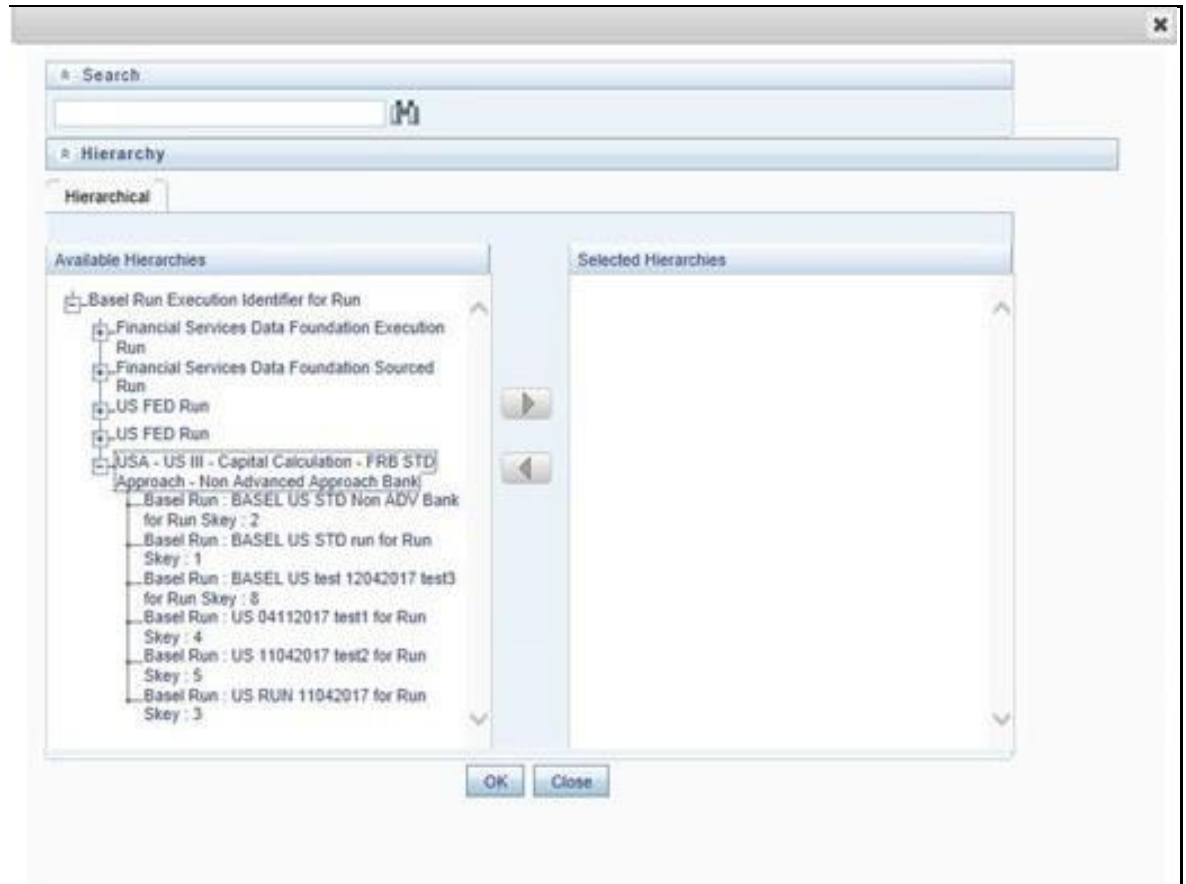 Search
Hierarchy
Hierarchical
Available Hierarchies
Selected Hierarchies
Basel Run Execution Identifier for Run
Financial Services Data Foundation Execution
Run
Financial Services Data Foundation Sourced
Run
US FED Run
US FED Run
USA - US III - Capital Calculation - FRB STD
Approach - Non Advanced Approach Bank
Basel Run : BASEL US STD Non ADV Bank
for Run Skey : 2
Basel Run : BASEL US STD run for Run
Skey : 1
Basel Run : BASEL US test 12042017 test3
for Run Skey : 8
Basel Run : US 04112017 test1 for Run
Skey : 4
Basel Run : US 11042017 test2 for Run
Skey : 5
Basel Run : US RUN 11042017 for Run
Skey : 3
OK
Close